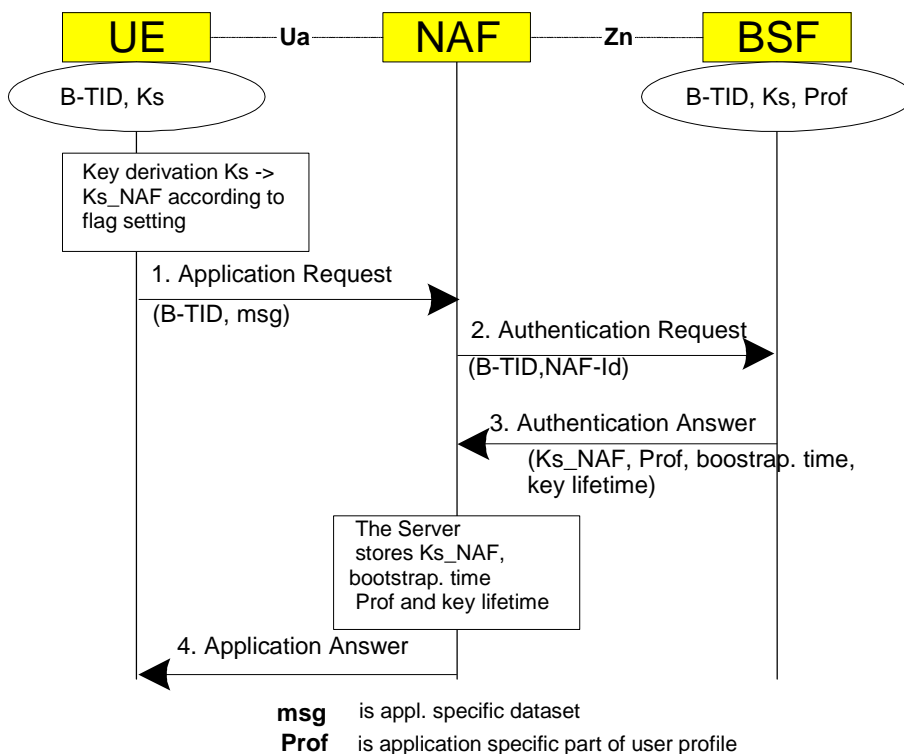 UE Ua NAF Zn BSF
B-TID, Ks
B-TID, Ks, Prof
Key derivation Ks ->
Ks_NAF according to
flag setting
1. Application Request
(B-TID, msg)
2. Authentication Request
(B-TID,NAF-Id)
3. Authentication Answer
(Ks_NAF, Prof, boostrap. time,
key lifetime)
The Server
stores Ks_NAF,
bootstrap. time
Prof and key lifetime
4. Application Answer
msg is appl. specific dataset
Prof is application specific part of user profile